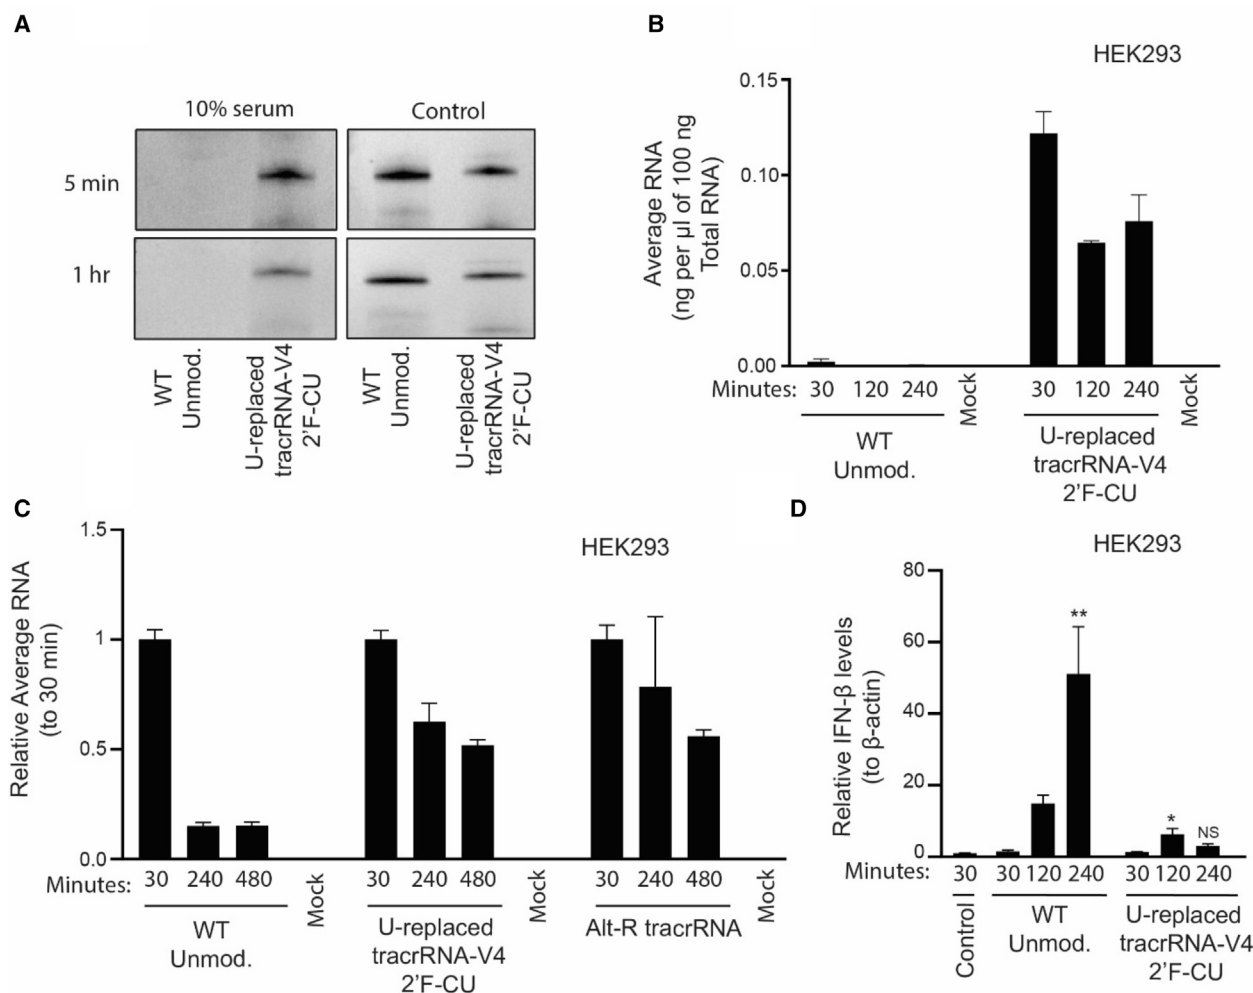 A
10% serum
Control
5 min
1 hr
WT
Unmod.
U-replaced
tracrRNA-V4
2'F-CU
WT
Unmod.
U-replaced
tracrRNA-V4
2'F-CU
B
HEK293
Average RNA
(ng per µl of 100 ng
Total RNA)
0.15
0.10
0.05
0.00
Minutes: 30 120 240 Mock 30 120 240 Mock
WT
Unmod.
U-replaced
tracrRNA-V4
2'F-CU
C
HEK293
Relative Average RNA
(to 30 min)
1.5
1
0.5
0.0
Minutes: 30 240 480 Mock 30 240 480 Mock 30 240 480 Mock
WT
Unmod.
U-replaced
tracrRNA-V4
2'F-CU
Alt-R tracrRNA
D
HEK293
Relative IFN-β levels
(to β-actin)
80
60
40
20
0
**
*
NS
Minutes: 30 30 120 240 30 120 240
Control
WT
Unmod.
U-replaced
tracrRNA-V4
2'F-CU